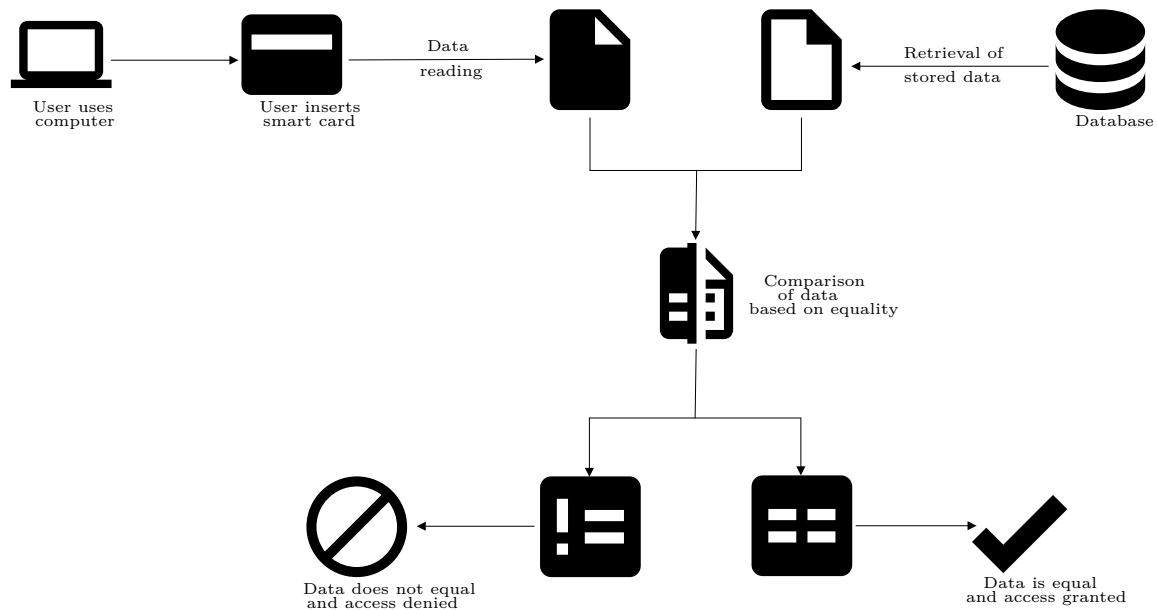 User uses
computer
User inserts
smart card
Data
reading
Retrieval of
stored data
Database
Comparison
of data
based on equality
Data does not equal
and access denied
Data is equal
and access granted